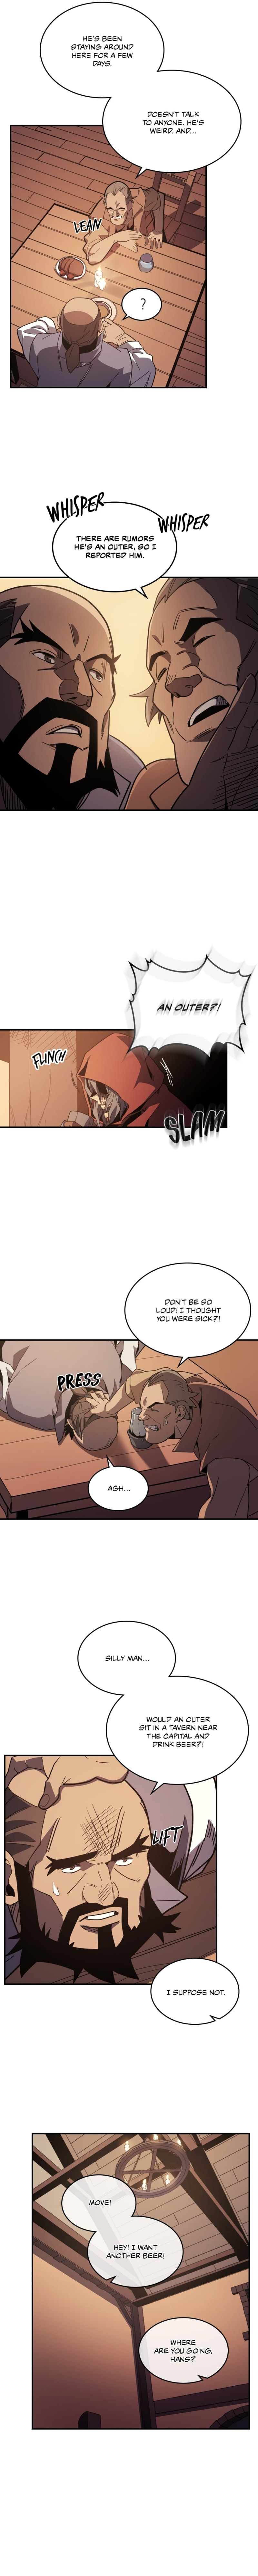 HE'S BEEN
STAYING AROUND
HERE FOR A FEW
DAYS.
DOESN'T TALK
TO ANYONE. HE'S
WEIRD, AND...
LEAN
?
WHISPER
WHISPER
THERE ARE RUMORS
HE'S AN OUTER, SO I
REPORTED HIM.
AN OUTER?!
FLINCH
SLAM
DON'T BE SO
LOUD! I THOUGHT
YOU WERE SICK?!
PRESS
AGH...
SILLY MAN...
WOULD AN OUTER
SIT IN A TAVERN NEAR
THE CAPITAL AND
DRINK BEER?!
LIFT
I SUPPOSE NOT.
MOVE!
HEY! I WANT
ANOTHER BEER!
WHERE
ARE YOU GOING,
HANS?